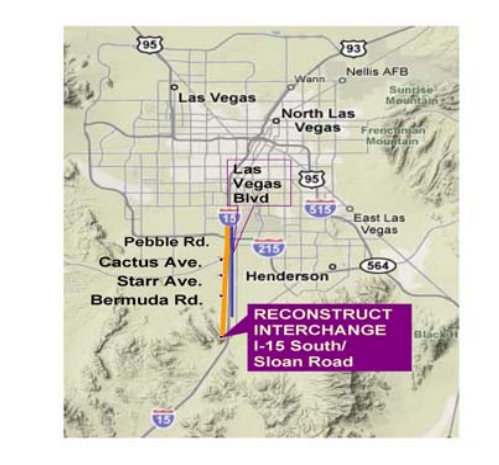 95
93
Nellis AFB
Wann
Sunrise
Mountain
Las Vegas
North Las
Vegas
Frenchman
Mountain
Las
Vegas
Blvd
95
15
515
East Las
Vegas
Pebble Rd.
215
Cactus Ave.
564
Starr Ave.
Henderson
Bermuda Rd.
RECONSTRUCT
INTERCHANGE
I-15 South/
Sloan Road
Black
15